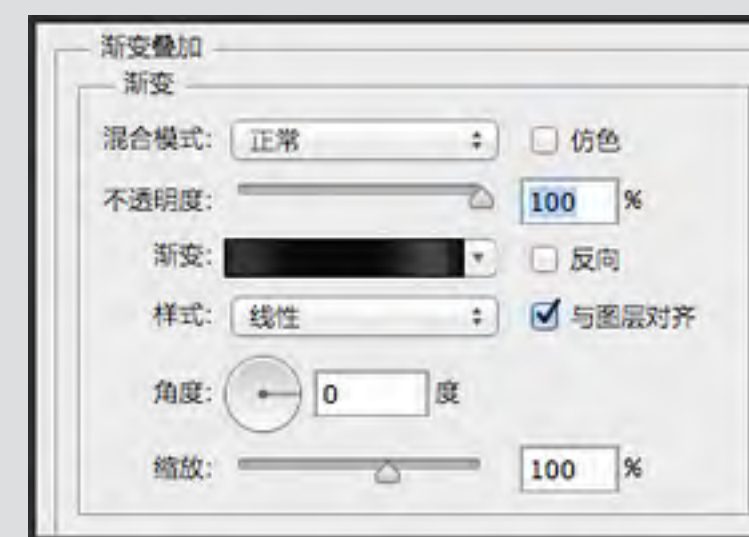 渐变叠加
渐变
混合模式: 正常 仿色
不透明度: 100 %
渐变: 反向
样式: 线性 与图层对齐
角度: 0 度
缩放: 100 %